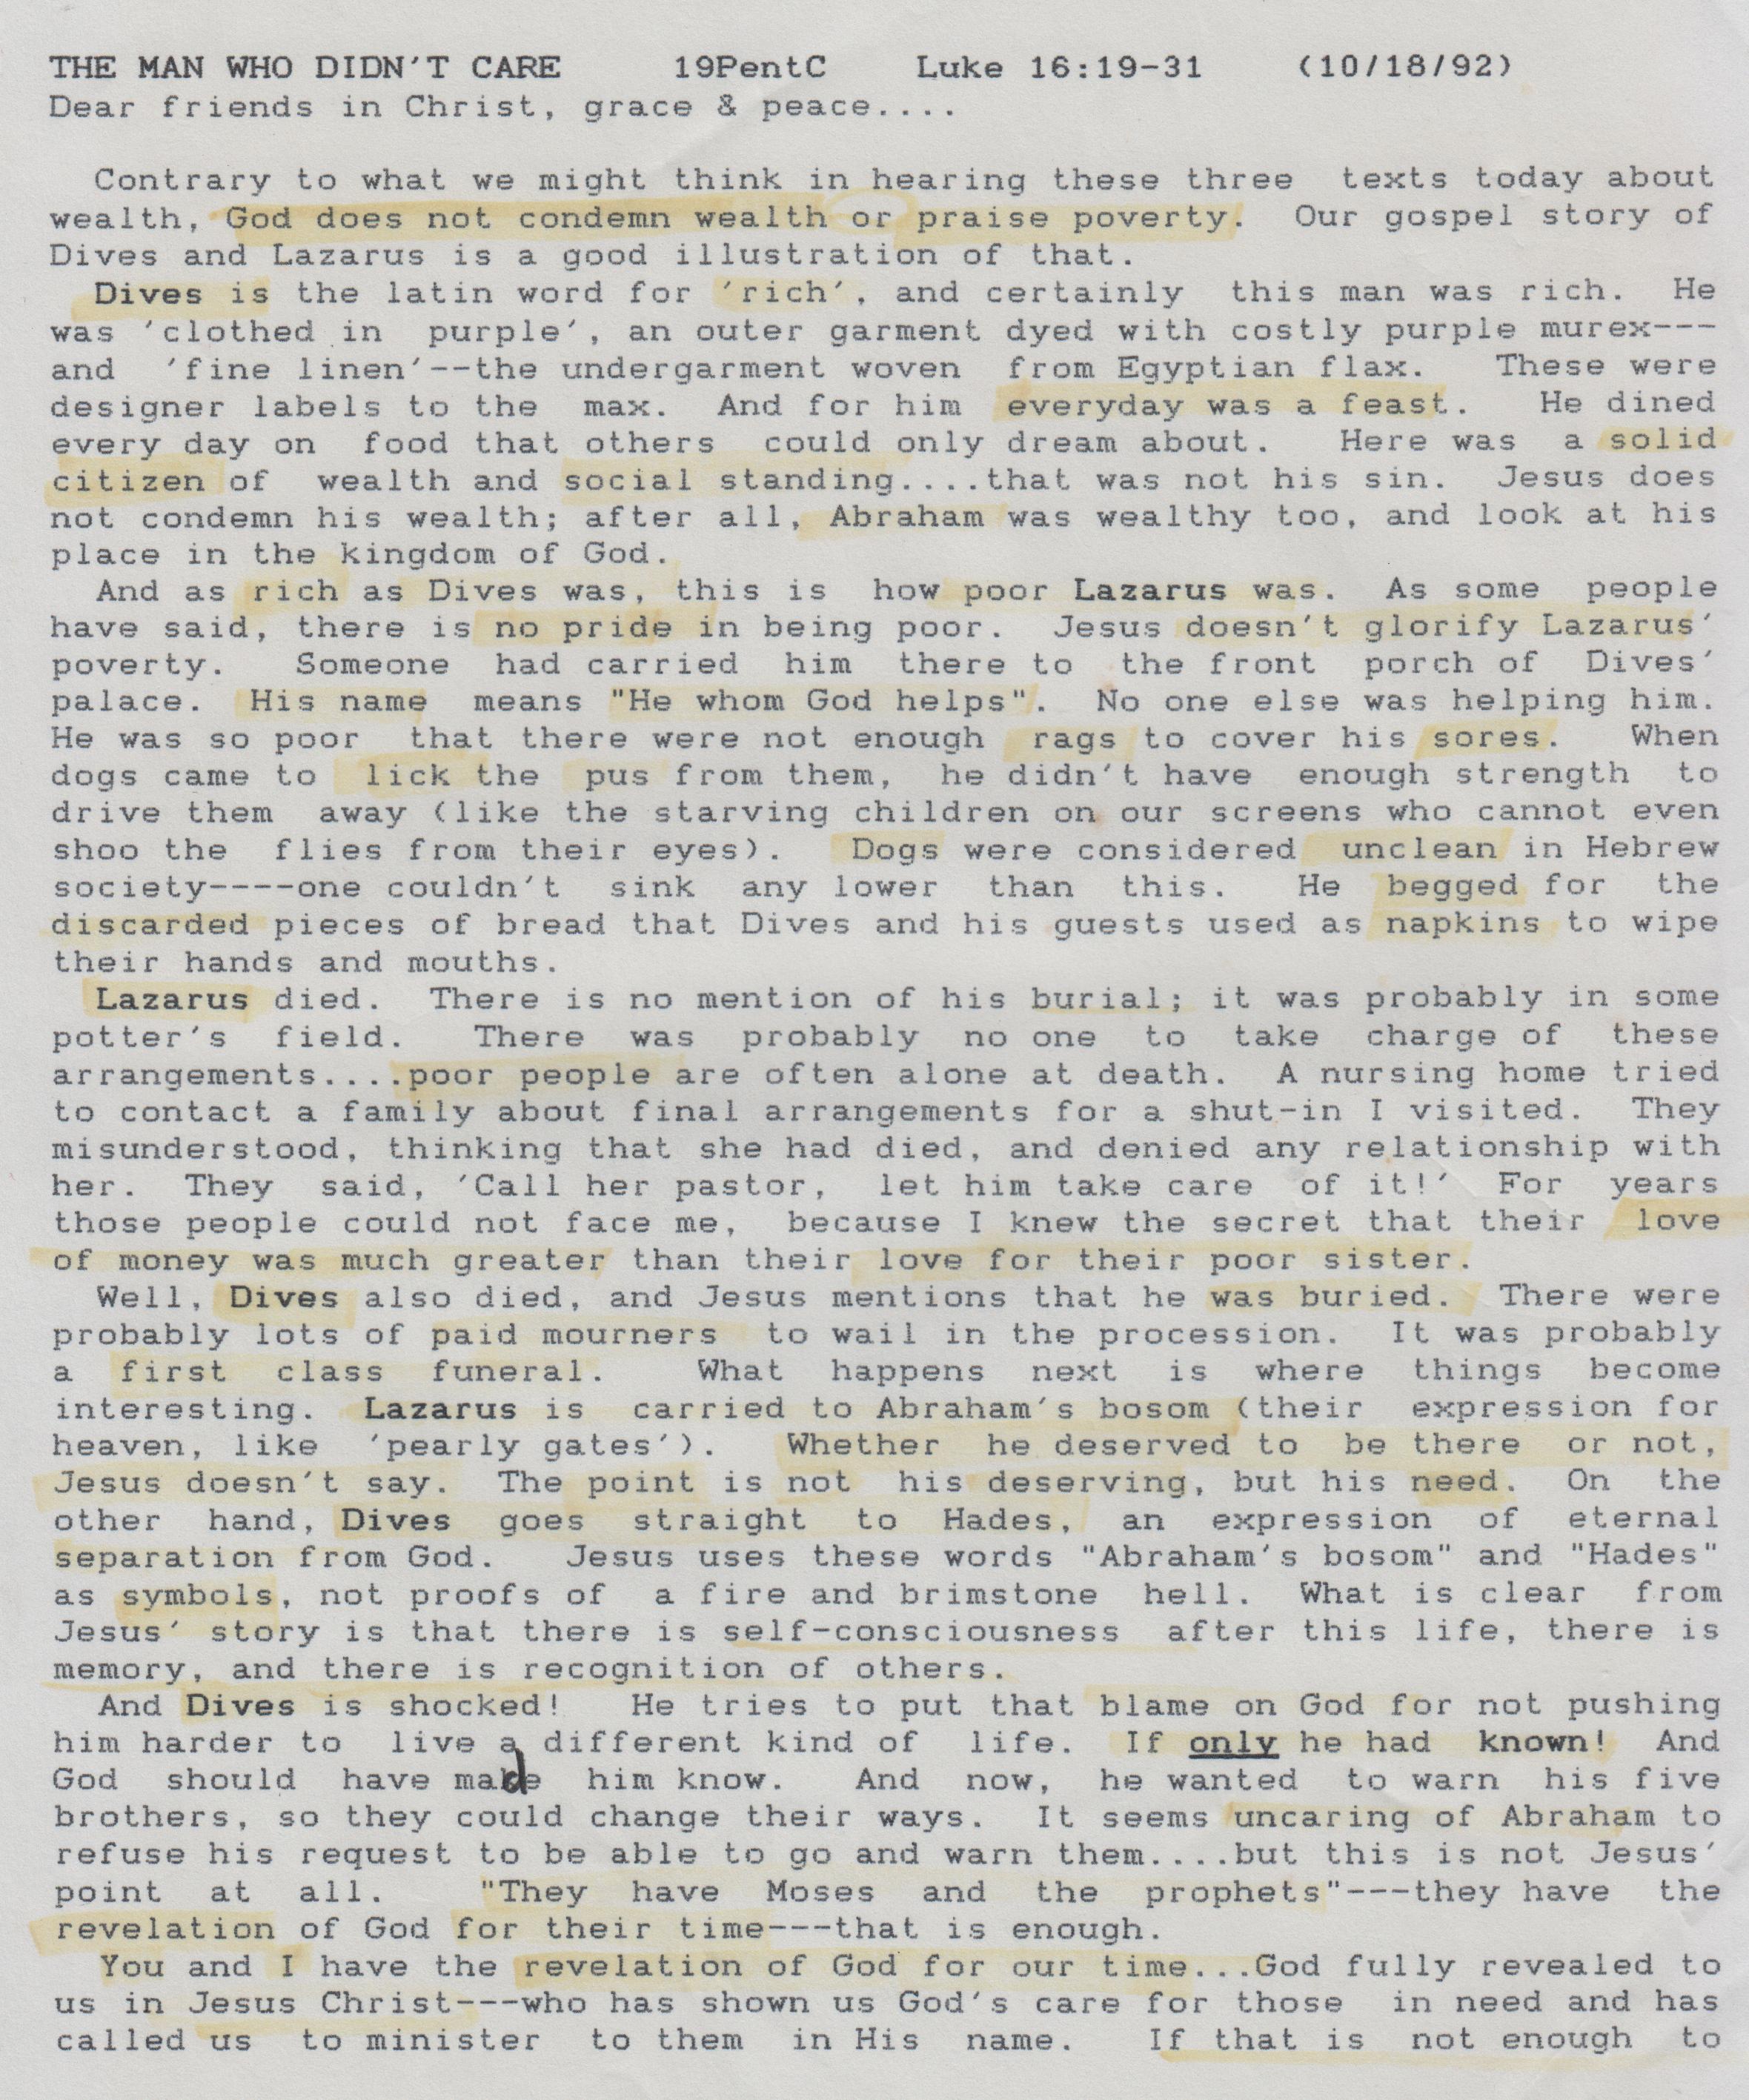 THE MAN WHO DIDN'T CARE 19PentC Luke 16:19-31 (10/18/92)
Dear friends in Christ, grace & peace....
Contrary to what we might think in hearing these three texts today about
wealth, God does not condemn wealth or praise poverty. Our gospel story of
Dives and Lazarus is a good illustration of that.
Dives is the latin word for 'rich', and certainly this man was rich. He
was 'clothed in purple', an outer garment dyed with costly purple murex---
and 'fine linen'--the undergarment woven from Egyptian flax. These were
designer labels to the max. And for him everyday was a feast. He dined
every day on food that others could only dream about. Here was a solid
citizen of wealth and social standing....that was not his sin. Jesus does
not condemn his wealth; after all, Abraham was wealthy too, and look at his
place in the kingdom of God.
And as rich as Dives was, this is how poor Lazarus was. As some people
have said, there is no pride in being poor. Jesus doesn't glorify Lazarus'
poverty. Someone had carried him there to the front porch of Dives'
palace. His name means "He whom God helps". No one else was helping him.
He was so poor that there were not enough rags to cover his sores. When
dogs came to lick the pus from them, he didn't have enough strength to
drive them away (like the starving children on our screens who cannot even
shoo the flies from their eyes). Dogs were considered unclean in Hebrew
society----one couldn't sink any lower than this. He begged for the
discarded pieces of bread that Dives and his guests used as napkins to wipe
their hands and mouths.
Lazarus died. There is no mention of his burial; it was probably in some
potter's field. There was probably no one to take charge of these
arrangements....poor people are often alone at death. A nursing home tried
to contact a family about final arrangements for a shut-in I visited. They
misunderstood, thinking that she had died, and denied any relationship with
her. They said, 'Call her pastor, let him take care of it!' For years
those people could not face me, because I knew the secret that their love
of money was much greater than their love for their poor sister.
Well, Dives also died, and Jesus mentions that he was buried. There were
probably lots of paid mourners to wail in the procession. It was probably
a first class funeral. What happens next is where things become
interesting. Lazarus is carried to Abraham's bosom (their expression for
heaven, like 'pearly gates'). Whether he deserved to be there or not,
Jesus doesn't say. The point is not his deserving, but his need. On the
other hand, Dives goes straight to Hades, an expression of eternal
separation from God. Jesus uses these words "Abraham's bosom" and "Hades"
as symbols, not proofs of a fire and brimstone hell. What is clear from
Jesus' story is that there is self-consciousness after this life, there is
memory, and there is recognition of others.
And Dives is shocked! He tries to put that blame on God for not pushing
him harder to live a different kind of life. If only he had known! And
God should have made him know. And now, he wanted to warn his five
brothers, so they could change their ways. It seems uncaring of Abraham to
refuse his request to be able to go and warn them....but this is not Jesus'
point at all. "They have Moses and the prophets"---they have the
revelation of God for their time---that is enough.
You and I have the revelation of God for our time...God fully revealed to
us in Jesus Christ---who has shown us God's care for those in need and has
called us to minister to them in His name. If that is not enough to